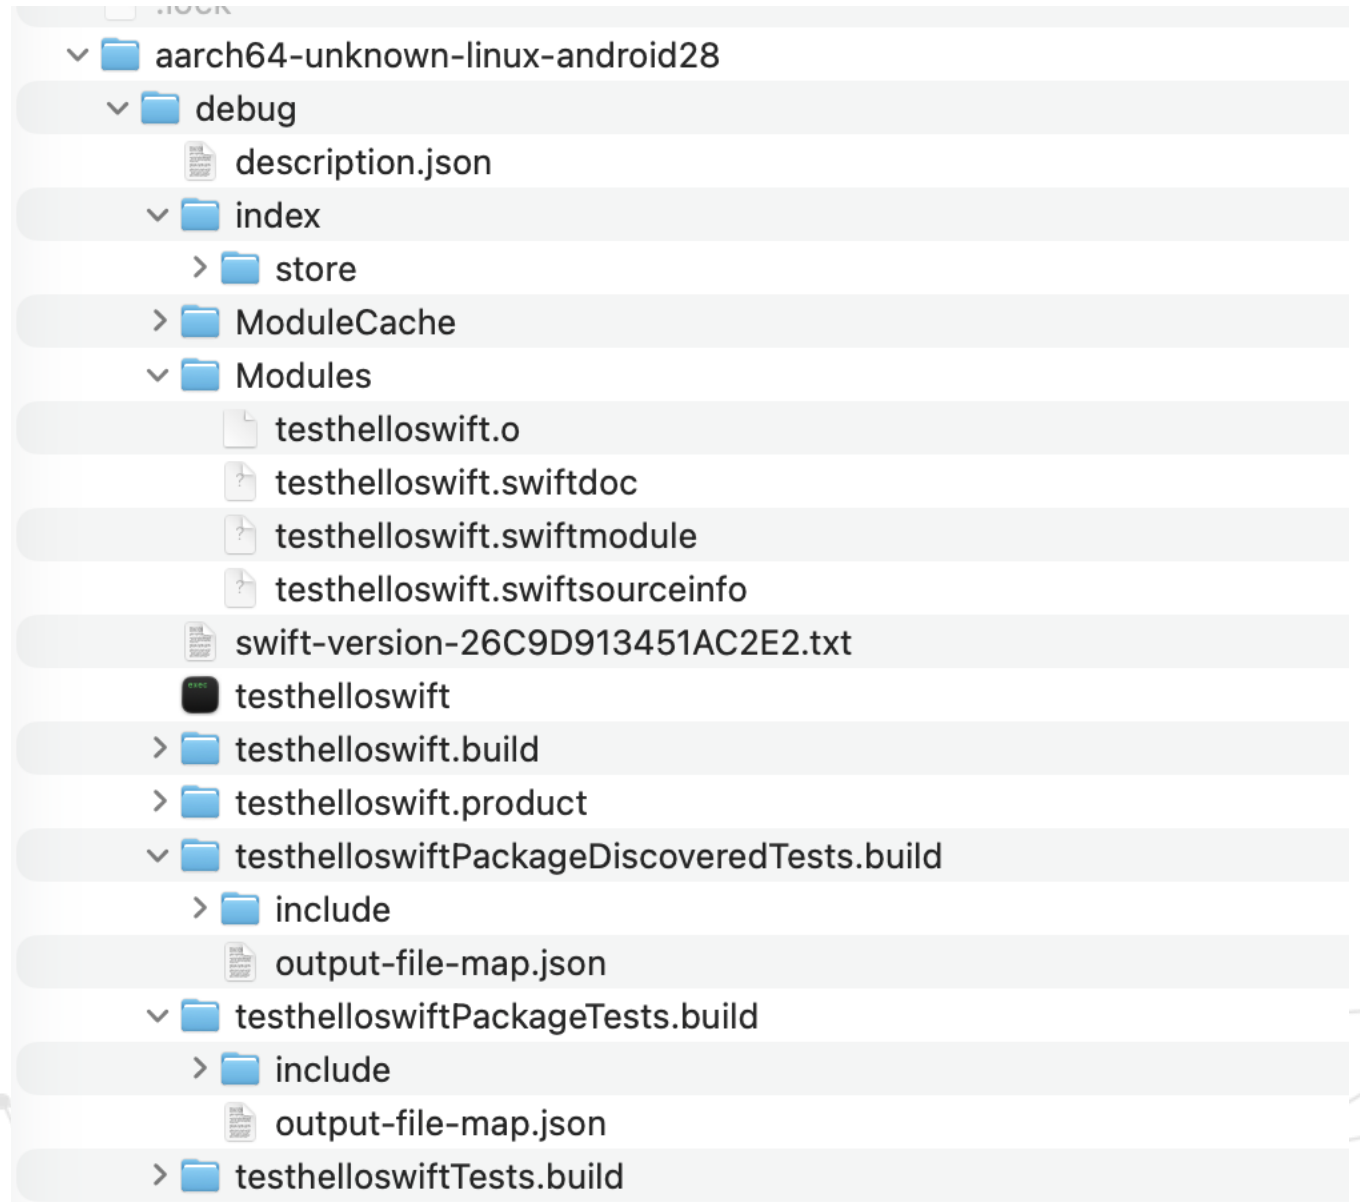 .lock
aarch64-unknown-linux-android28
debug
description.json
index
store
ModuleCache
Modules
testhelloswift.o
testhelloswift.swiftdoc
testhelloswift.swiftmodule
testhelloswift.swiftsourceinfo
swift-version-26C9D913451AC2E2.txt
exec
testhelloswift
testhelloswift.build
testhelloswift.product
testhelloswiftPackageDiscoveredTests.build
include
output-file-map.json
testhelloswiftPackageTests.build
include
output-file-map.json
testhelloswiftTests.build